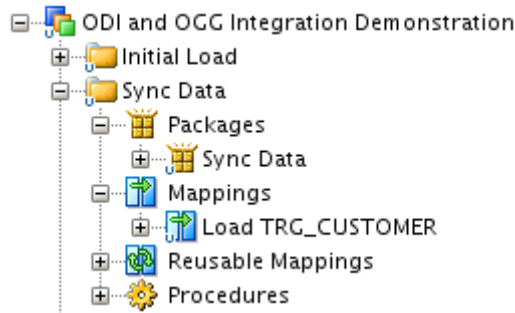 ODI and OGG Integration Demonstration
Initial Load
Sync Data
Packages
Sync Data
Mappings
Load TRG_CUSTOMER
Reusable Mappings
Procedures